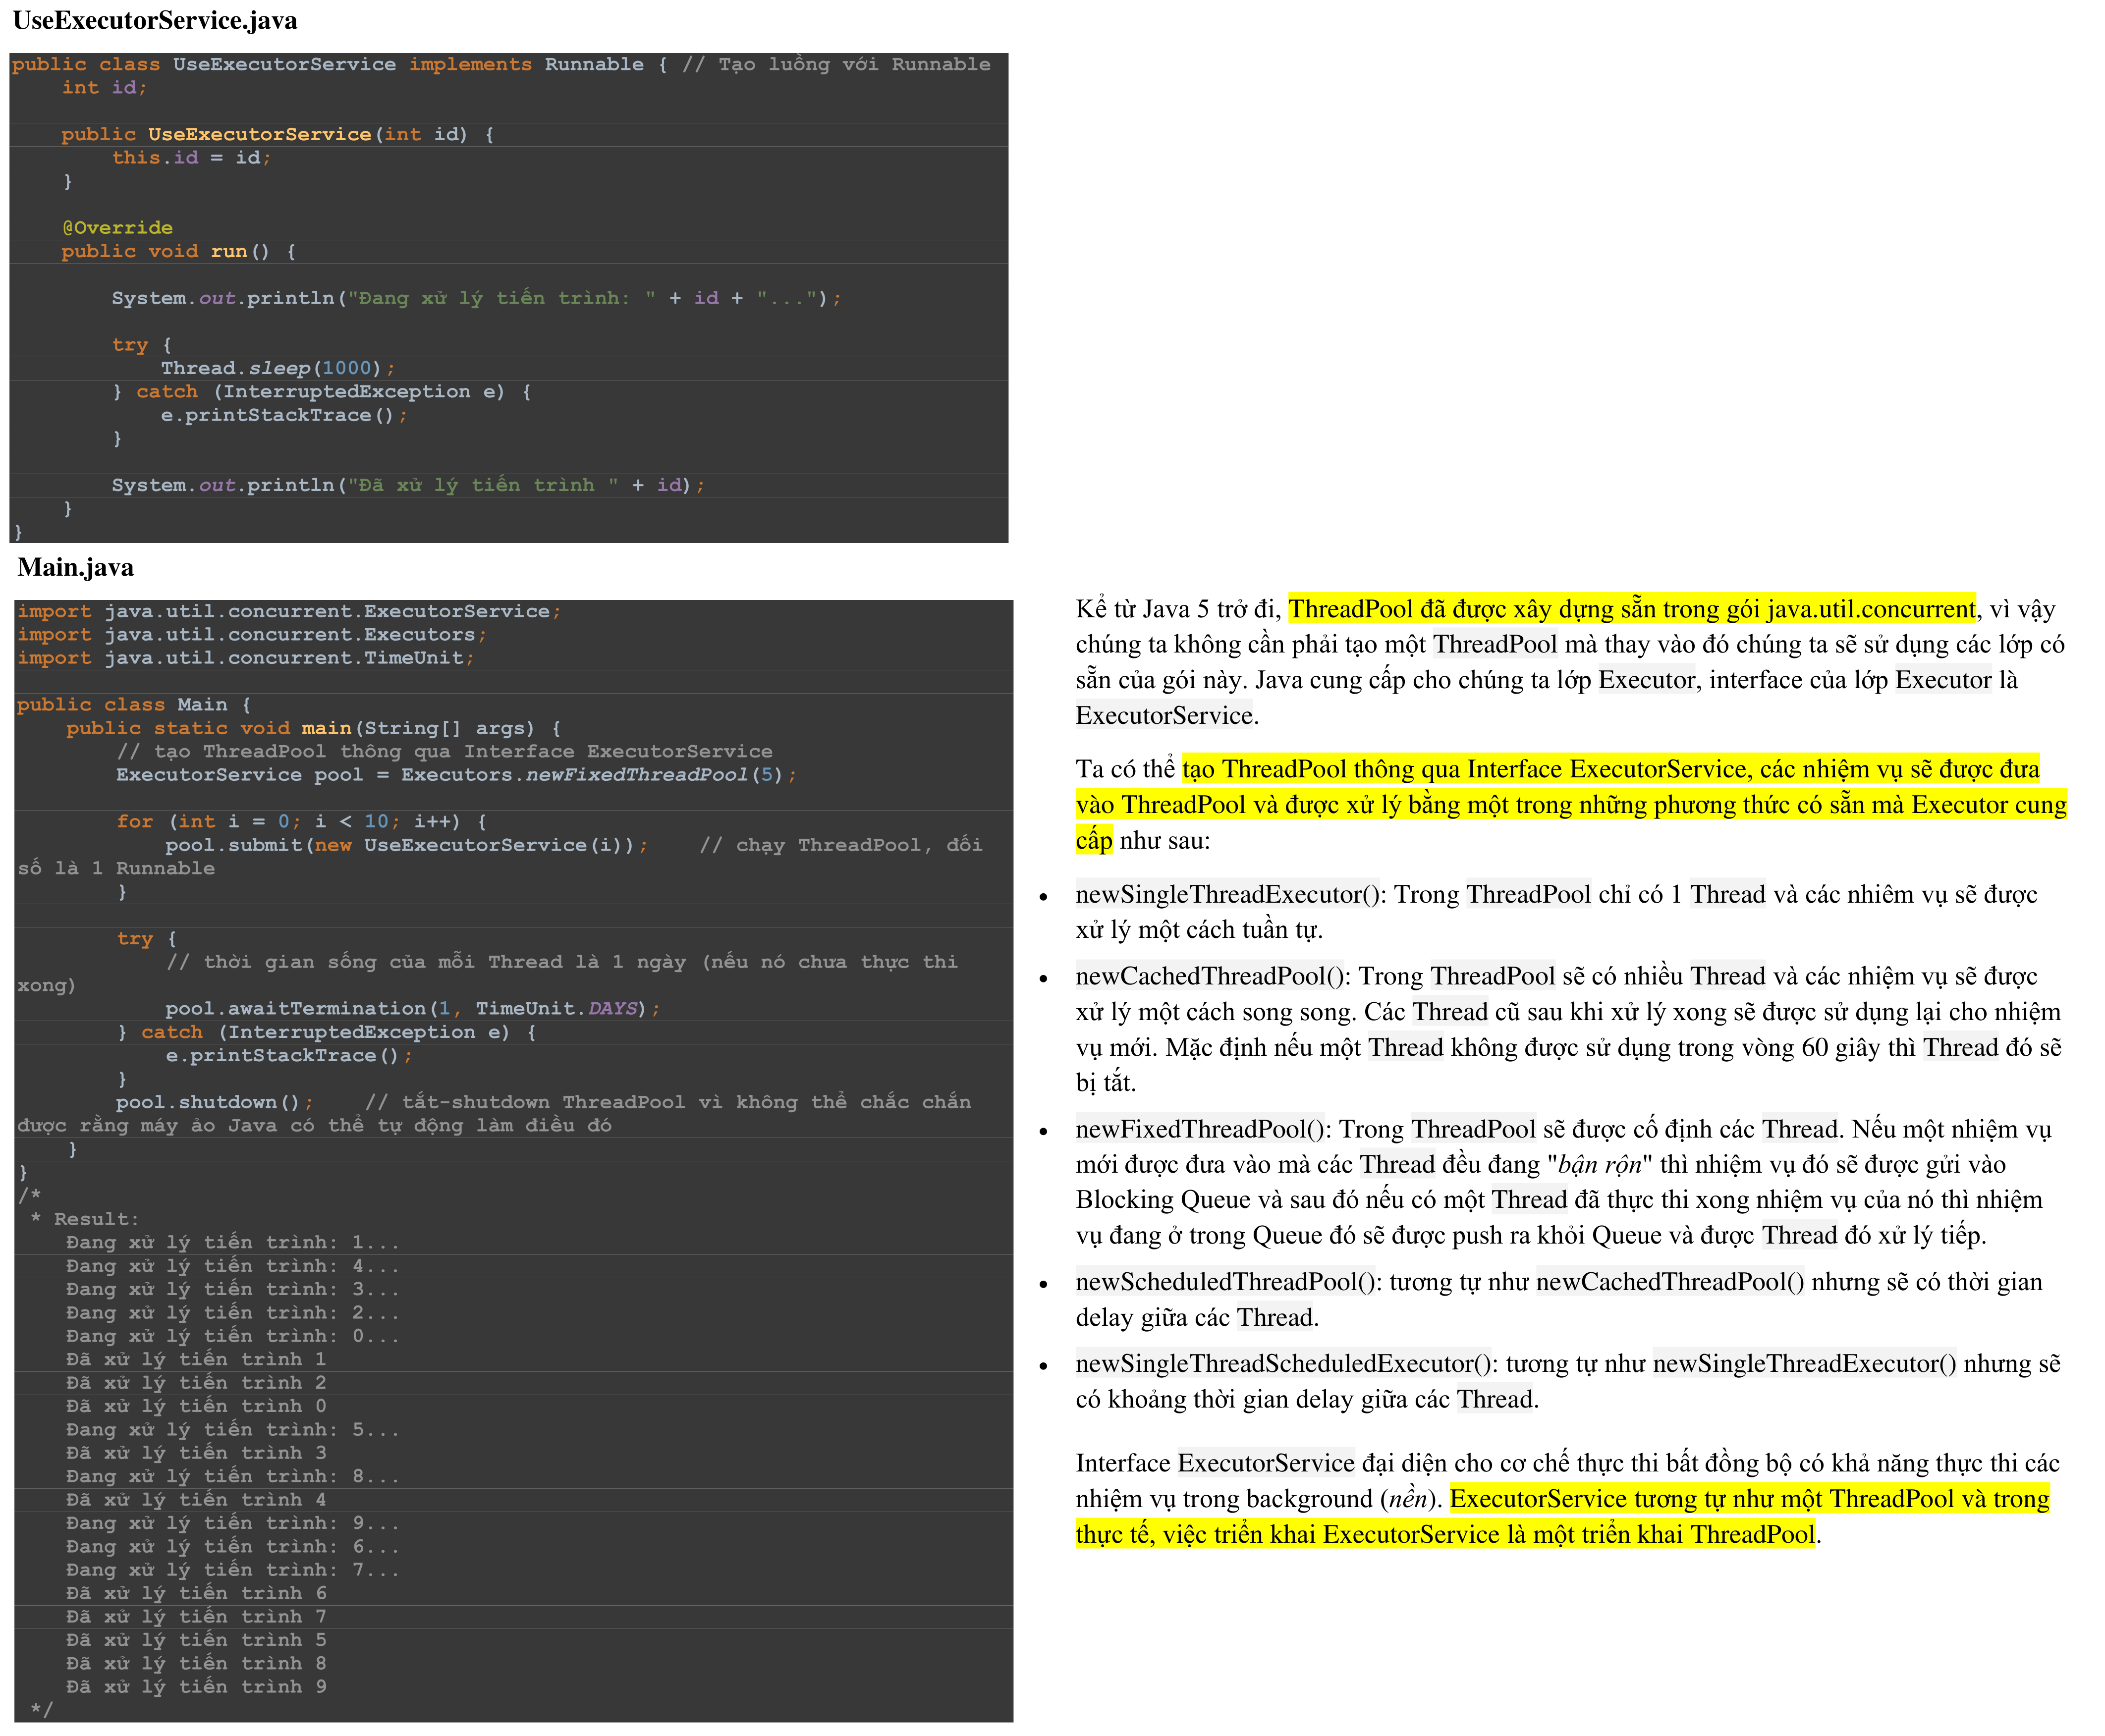 UseExecutorService.java
public class UseExecutorService implements Runnable { // Tạo luồng với Runnable
    int id;
    public UseExecutorService(int id) {
        this.id = id;
    }
    @Override
    public void run() {
        System.out.println("Đang xử lý tiến trình: " + id + "...");
        try {
            Thread.sleep(1000);
        } catch (InterruptedException e) {
            e.printStackTrace();
        }
        System.out.println("Đã xử lý tiến trình " + id);
    }
}
Main.java
import java.util.concurrent.ExecutorService;
import java.util.concurrent.Executors;
import java.util.concurrent.TimeUnit;
public class Main {
    public static void main(String[] args) {
        // tạo ThreadPool thông qua Interface ExecutorService
        ExecutorService pool = Executors.newFixedThreadPool(5);
        for (int i = 0; i < 10; i++) {
            pool.submit(new UseExecutorService(i));    // chạy ThreadPool, đối
số là 1 Runnable
        }
        try {
            // thời gian sống của mỗi Thread là 1 ngày (nếu nó chưa thực thi
xong)
            pool.awaitTermination(1, TimeUnit.DAYS);
        } catch (InterruptedException e) {
            e.printStackTrace();
        }
        pool.shutdown();    // tắt-shutdown ThreadPool vì không thể chắc chắn
được rằng máy ảo Java có thể tự động làm điều đó
    }
}
/*
 * Result:
    Đang xử lý tiến trình: 1...
    Đang xử lý tiến trình: 4...
    Đang xử lý tiến trình: 3...
    Đang xử lý tiến trình: 2...
    Đang xử lý tiến trình: 0...
    Đã xử lý tiến trình 1
    Đã xử lý tiến trình 2
    Đã xử lý tiến trình 0
    Đang xử lý tiến trình: 5...
    Đã xử lý tiến trình 3
    Đang xử lý tiến trình: 8...
    Đã xử lý tiến trình 4
    Đang xử lý tiến trình: 9...
    Đang xử lý tiến trình: 6...
    Đang xử lý tiến trình: 7...
    Đã xử lý tiến trình 6
    Đã xử lý tiến trình 7
    Đã xử lý tiến trình 5
    Đã xử lý tiến trình 8
    Đã xử lý tiến trình 9
 */
Kể từ Java 5 trở đi, ThreadPool đã được xây dựng sẵn trong gói java.util.concurrent, vì vậy
chúng ta không cần phải tạo một ThreadPool mà thay vào đó chúng ta sẽ sử dụng các lớp có
sẵn của gói này. Java cung cấp cho chúng ta lớp Executor, interface của lớp Executor là
ExecutorService.
Ta có thể tạo ThreadPool thông qua Interface ExecutorService, các nhiệm vụ sẽ được đưa
vào ThreadPool và được xử lý bằng một trong những phương thức có sẵn mà Executor cung
cấp như sau:
• newSingleThreadExecutor(): Trong ThreadPool chỉ có 1 Thread và các nhiêm vụ sẽ được
xử lý một cách tuần tự.
• newCachedThreadPool(): Trong ThreadPool sẽ có nhiều Thread và các nhiệm vụ sẽ được
xử lý một cách song song. Các Thread cũ sau khi xử lý xong sẽ được sử dụng lại cho nhiệm
vụ mới. Mặc định nếu một Thread không được sử dụng trong vòng 60 giây thì Thread đó sẽ
bị tắt.
• newFixedThreadPool(): Trong ThreadPool sẽ được cố định các Thread. Nếu một nhiệm vụ
mới được đưa vào mà các Thread đều đang "bận rộn" thì nhiệm vụ đó sẽ được gửi vào
Blocking Queue và sau đó nếu có một Thread đã thực thi xong nhiệm vụ của nó thì nhiệm
vụ đang ở trong Queue đó sẽ được push ra khỏi Queue và được Thread đó xử lý tiếp.
• newScheduledThreadPool(): tương tự như newCachedThreadPool() nhưng sẽ có thời gian
delay giữa các Thread.
• newSingleThreadScheduledExecutor(): tương tự như newSingleThreadExecutor() nhưng sẽ
có khoảng thời gian delay giữa các Thread.
Interface ExecutorService đại diện cho cơ chế thực thi bất đồng bộ có khả năng thực thi các
nhiệm vụ trong background (nền). ExecutorService tương tự như một ThreadPool và trong
thực tế, việc triển khai ExecutorService là một triển khai ThreadPool.